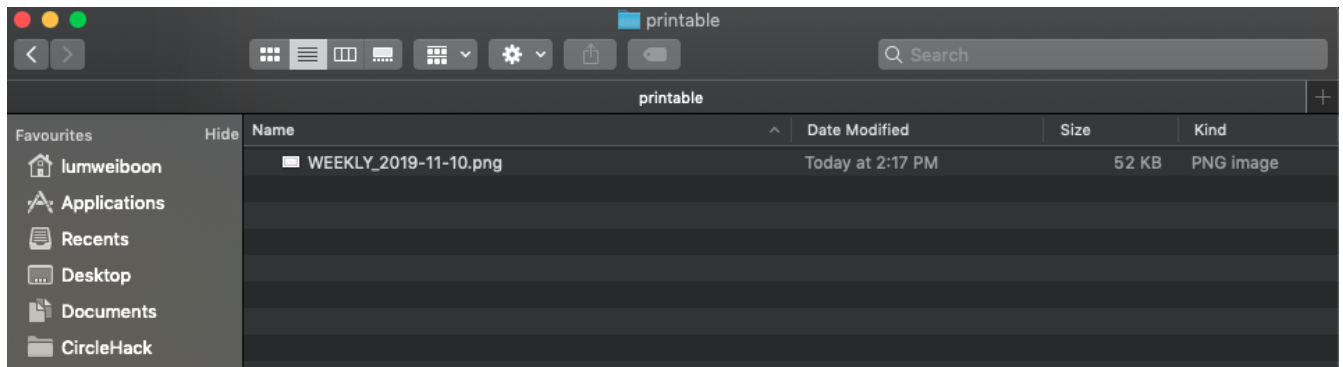 printable
Search
printable
Favourites Hide Name Date Modified Size Kind
lumweiboon WEEKLY_2019-11-10.png Today at 2:17 PM 52 KB PNG image
Applications
Recents
Desktop
Documents
CircleHack